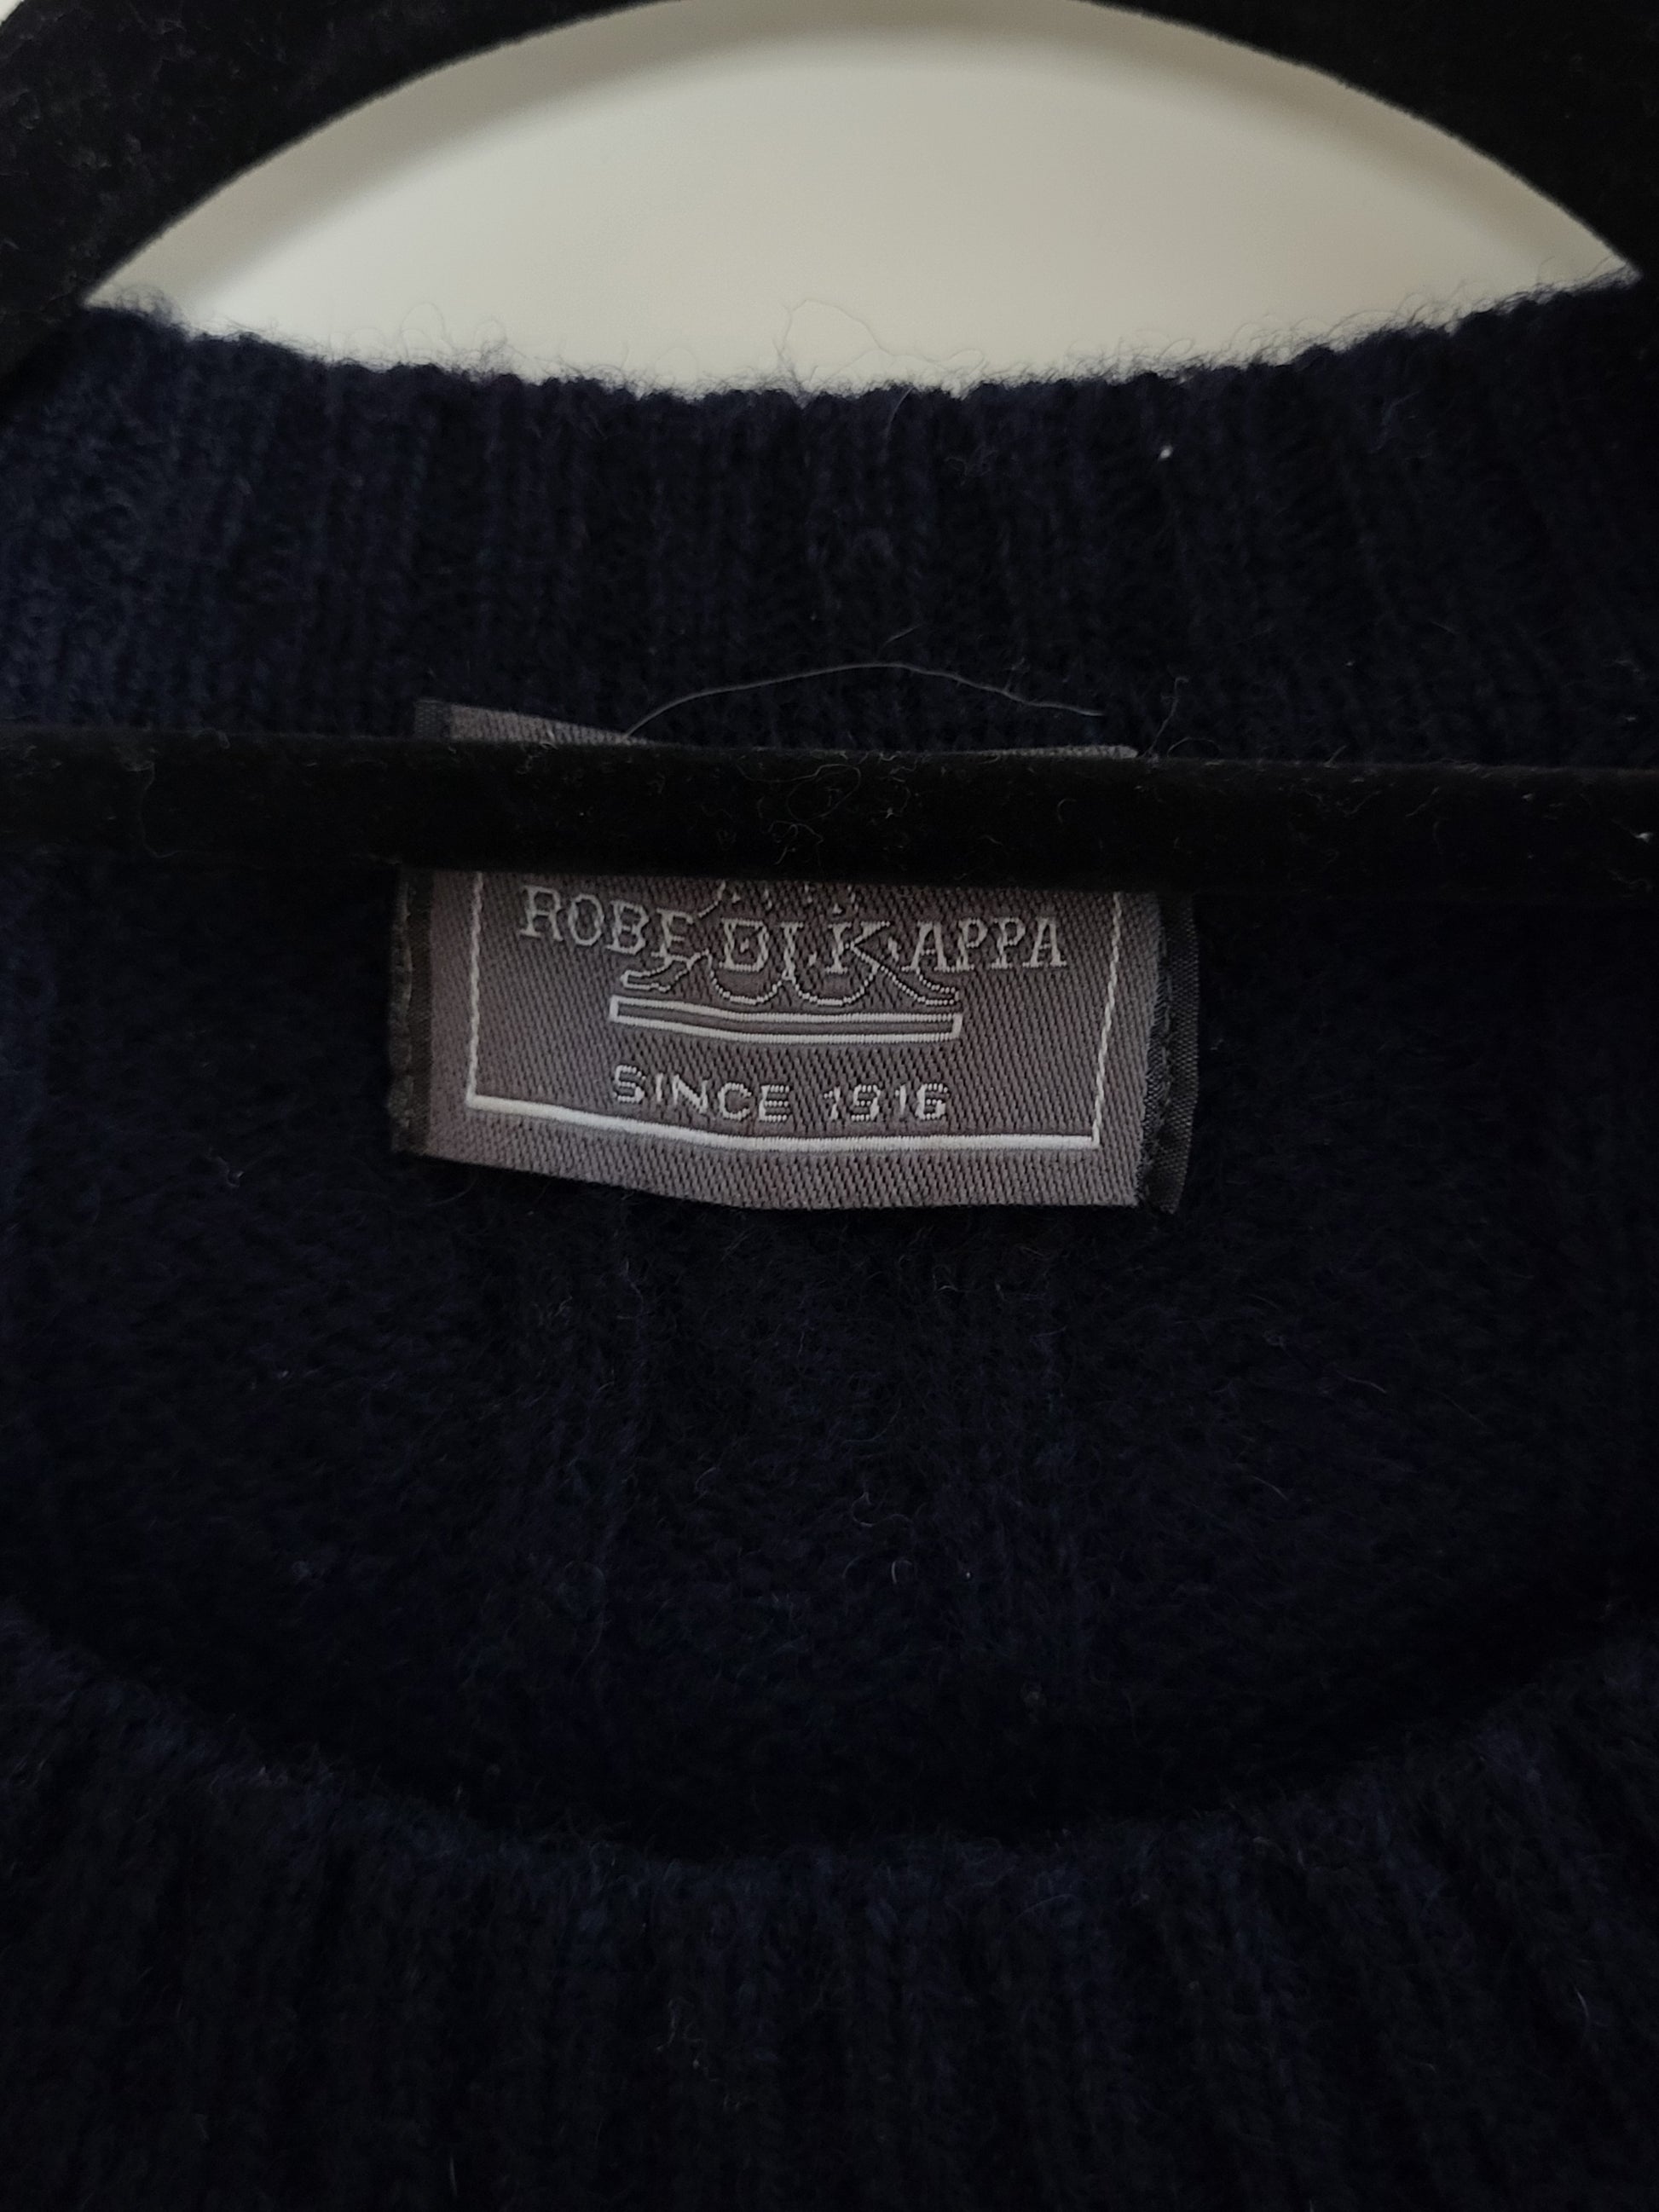 ROBE DI KAPPA
SINCE 1916